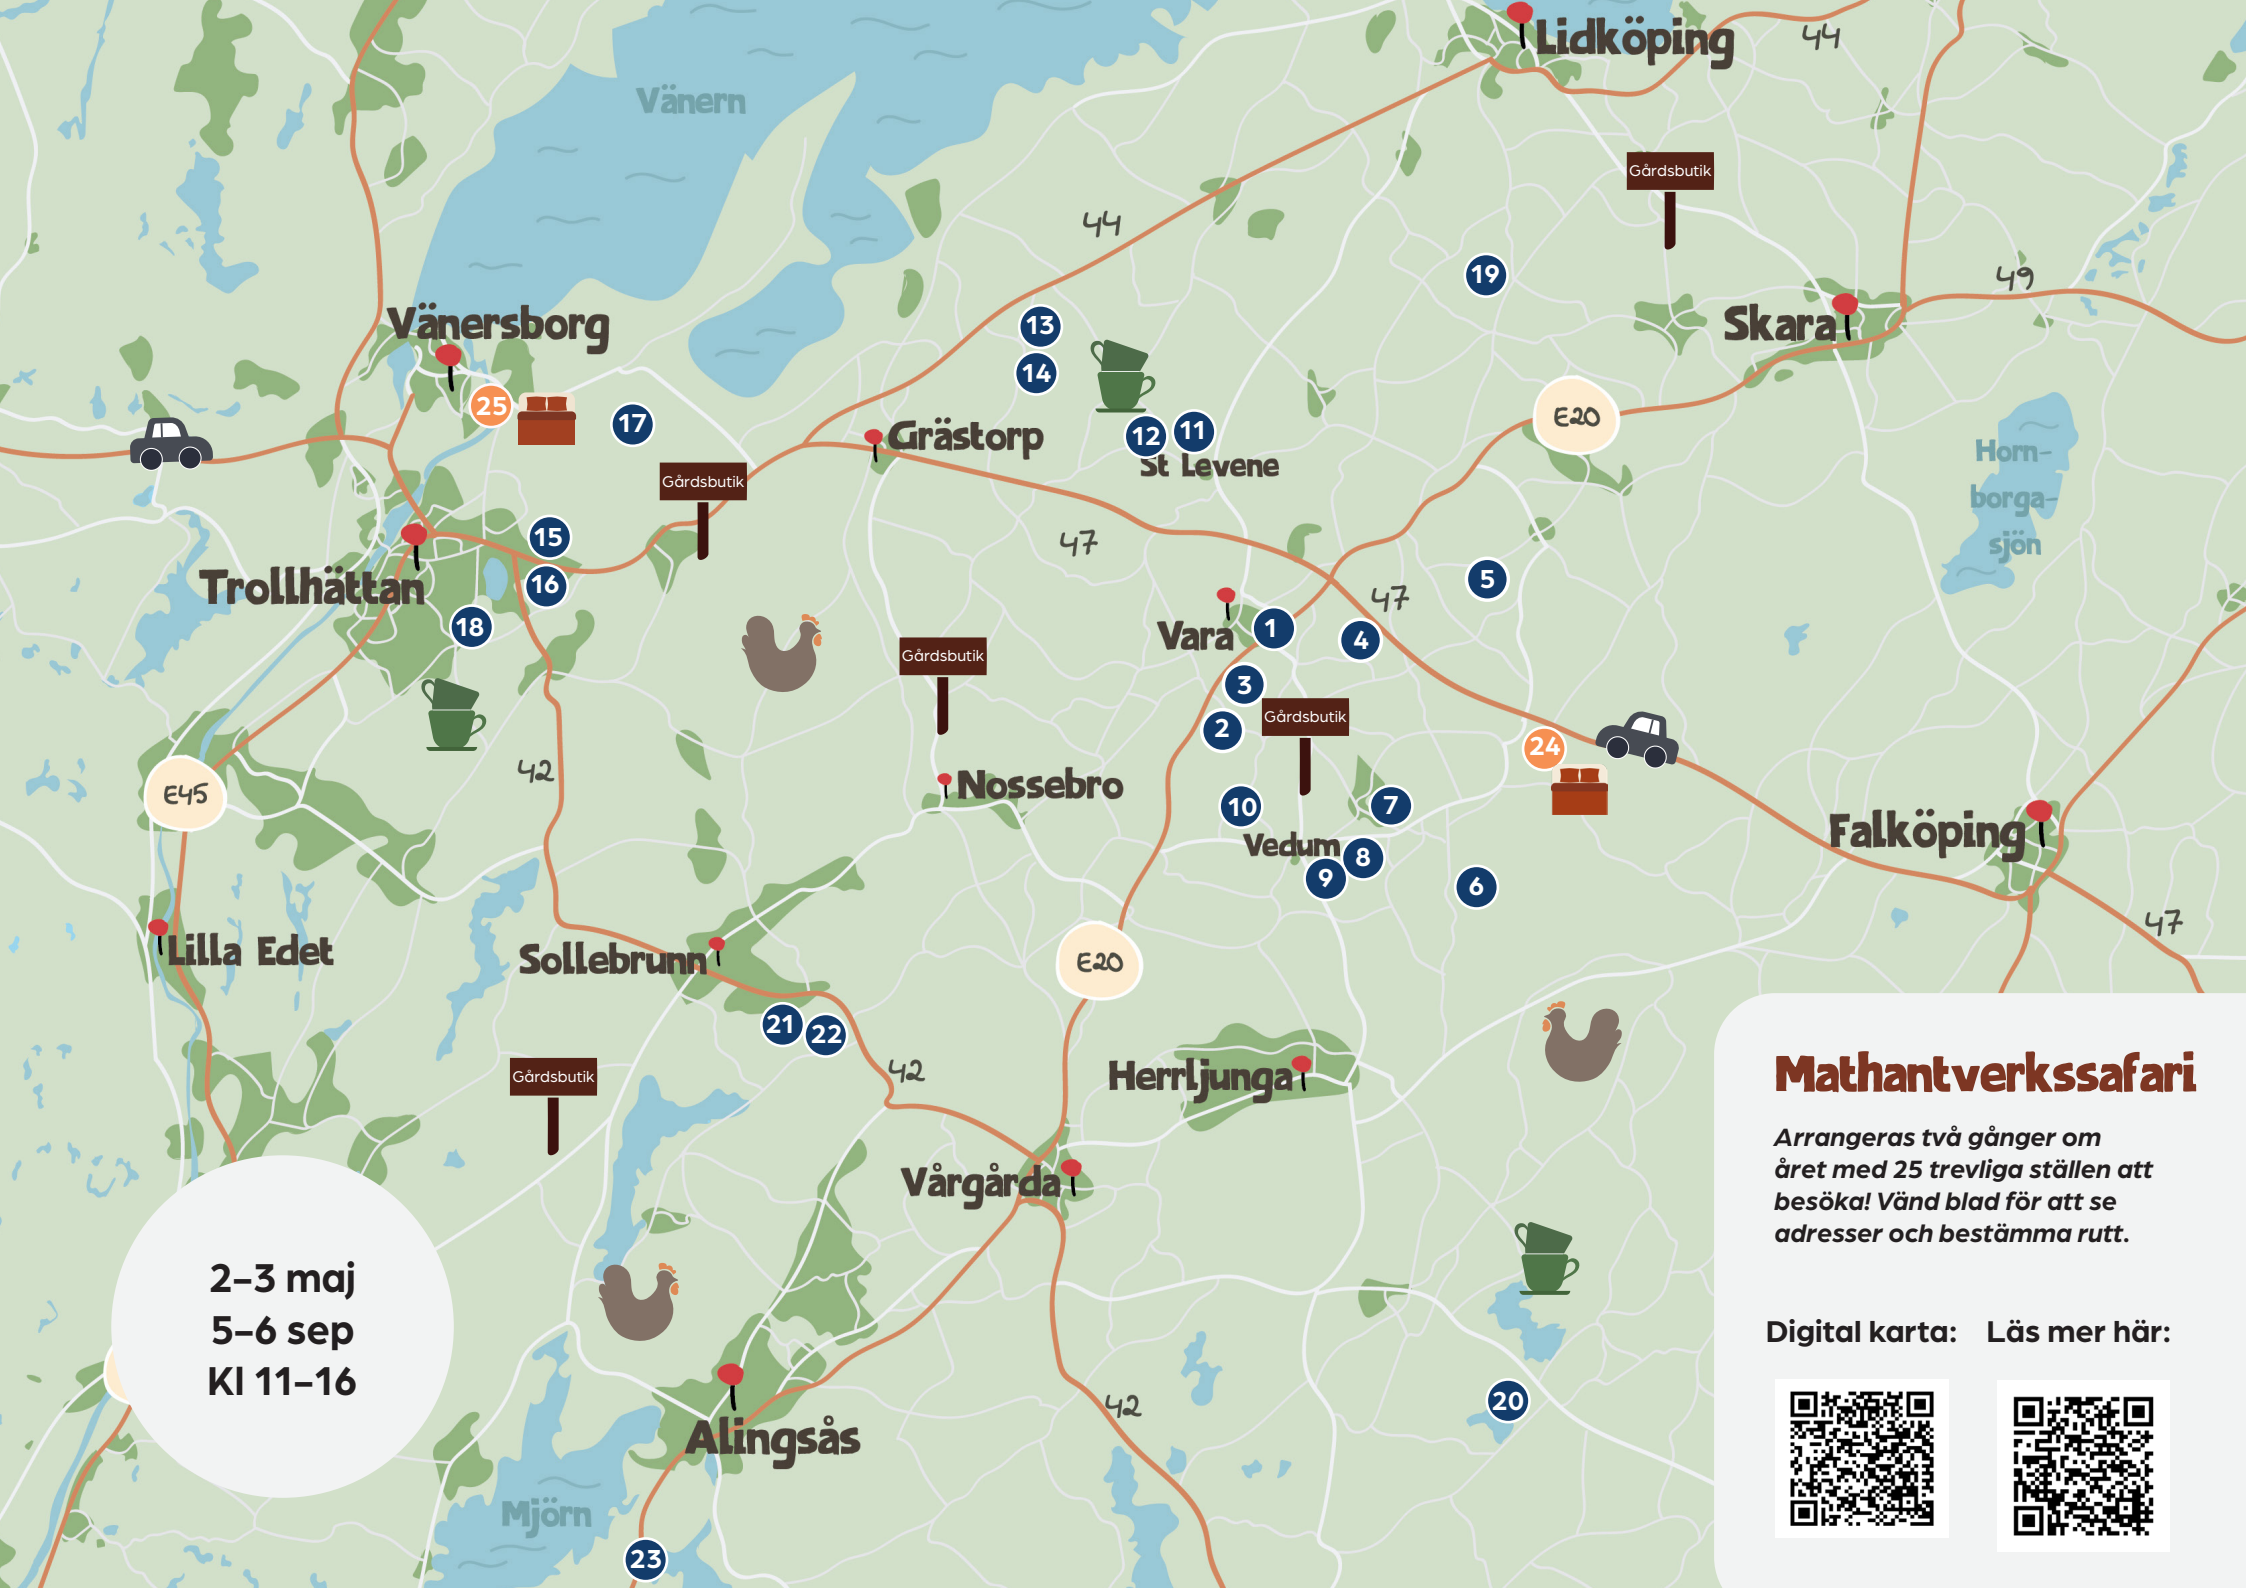 Lidköping
44
Vänern
Gårdsbutik
44
19
49
Vänersborg
13
Skara
14
25
17
E20
12
11
Grästorp
St Levene
Horn-
borga-
sjön
Gårdsbutik
15
47
16
5
Trollhättan
47
18
Vara
1
4
Gårdsbutik
3
Gårdsbutik
2
24
42
E45
Nossebro
10
7
Vedum
8
Falköping
9
6
47
Lilla Edet
Sollebrunn
E20
21
22
42
Gårdsbutik
Herrljunga
Vårgårda
Mathantverkssafari
Arrangeras två gånger om
året med 25 trevliga ställen att
besöka! Vänd blad för att se
adresser och bestämma rutt.
2–3 maj
5–6 sep
Kl 11–16
Digital karta:
Läs mer här:
20
42
Alingsås
Mjörn
23